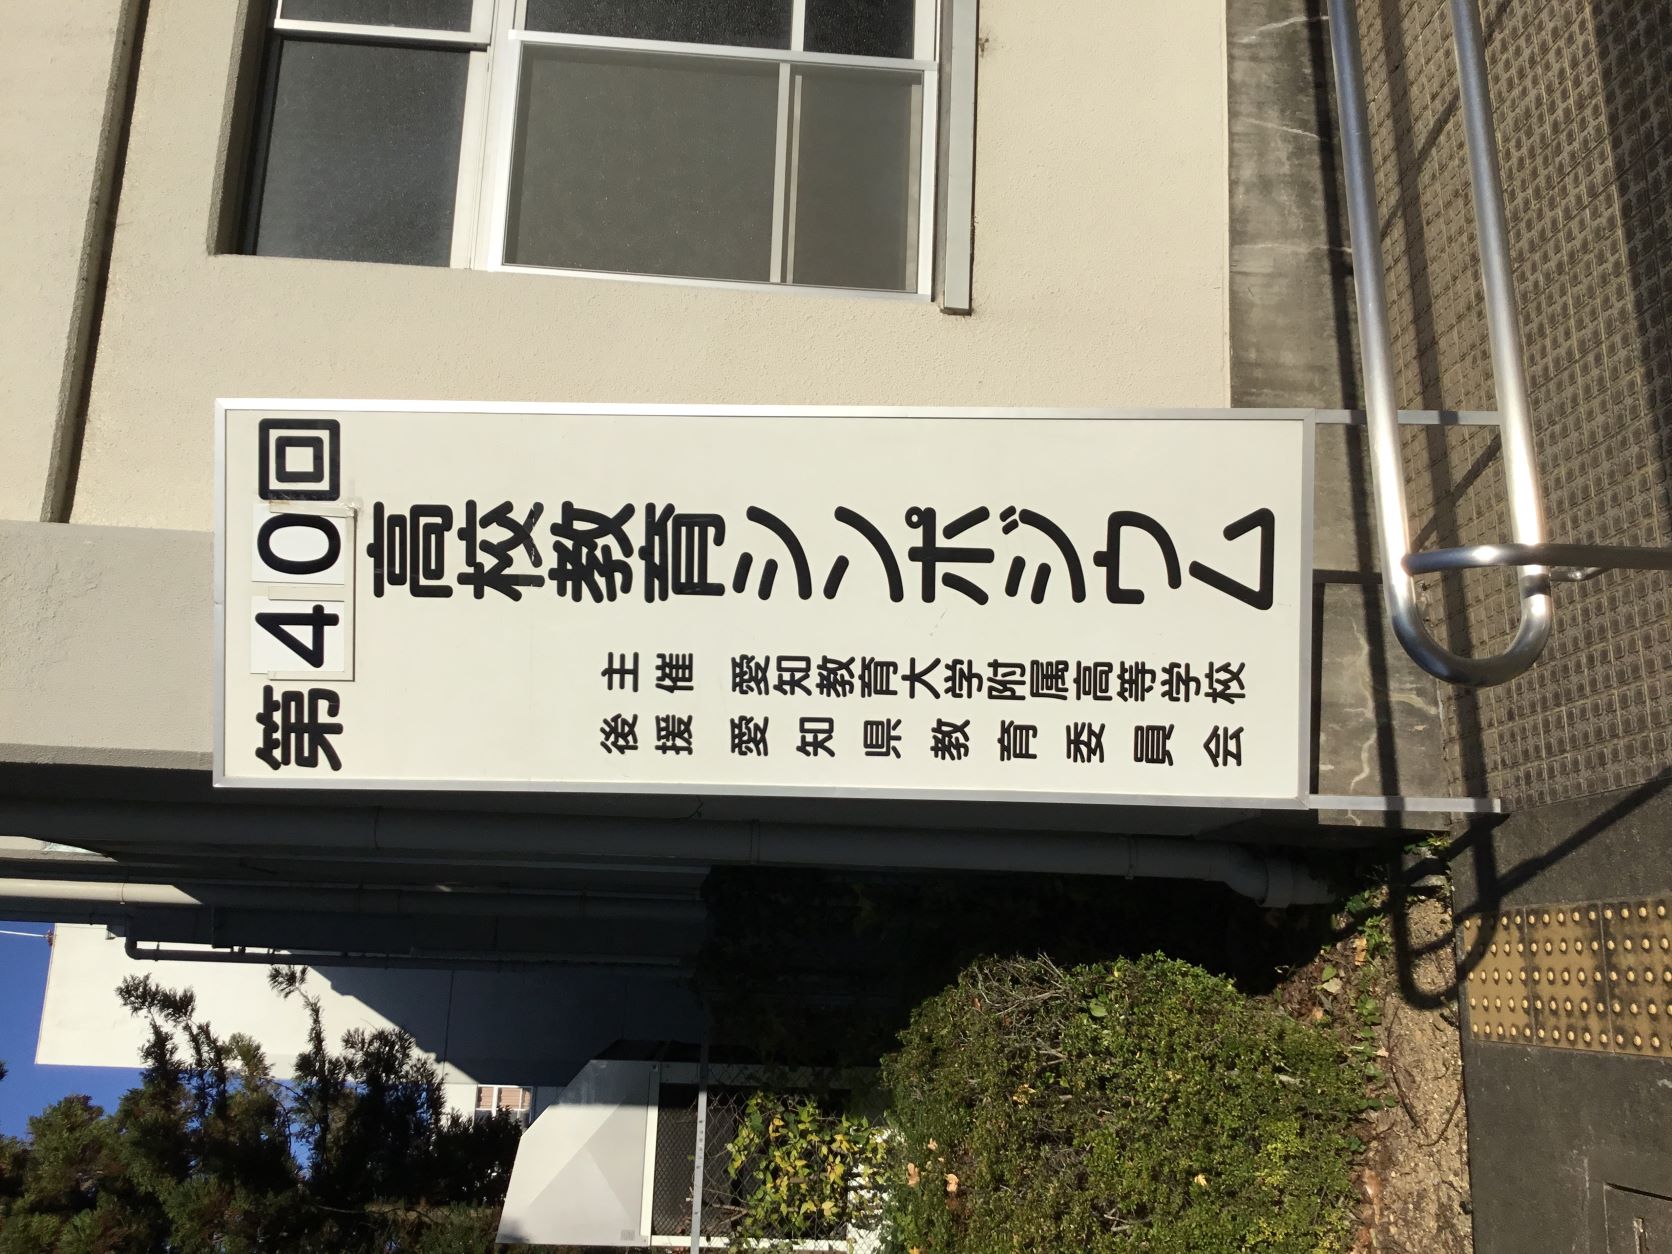 第40回
高校教育シンポジウム
主催 愛知教育大学附属高等学校
後援 愛知県教育委員会